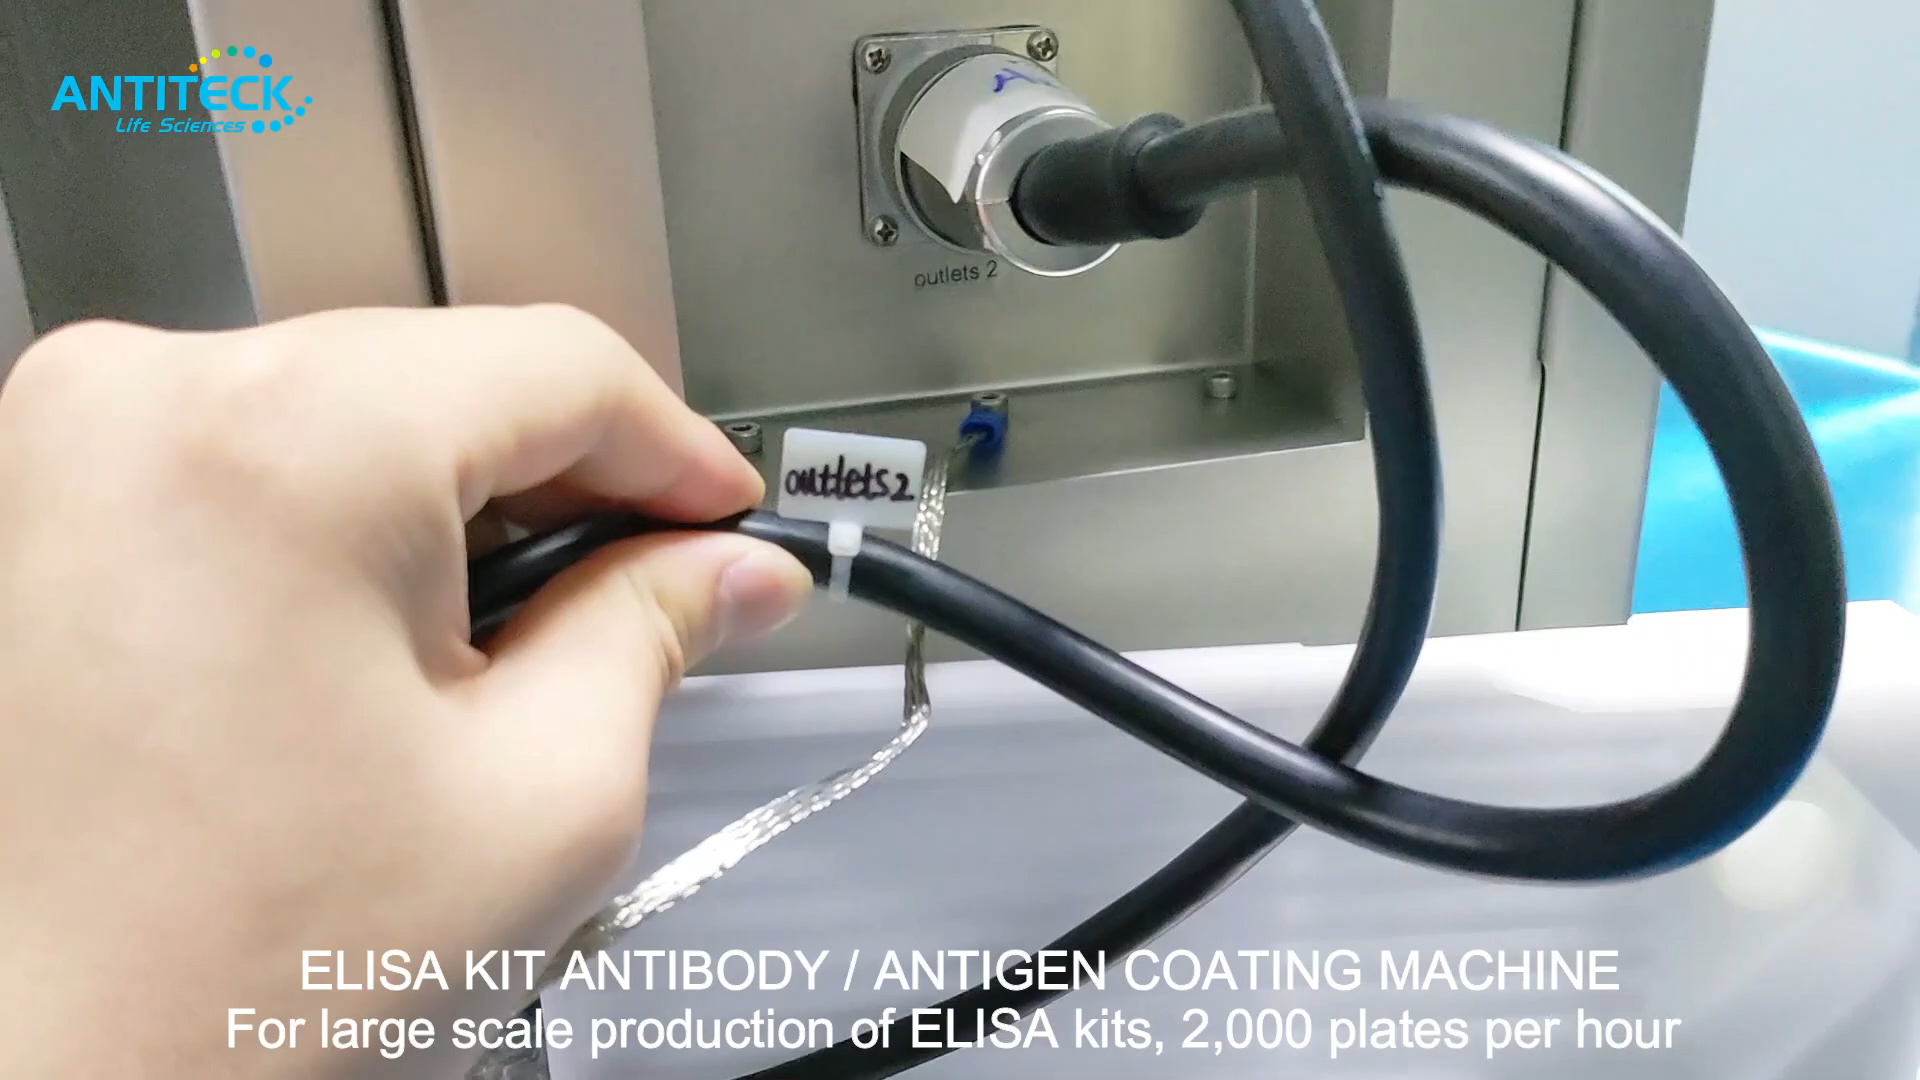 ANTITECK
Life Sciences
outlets 2
outlets2
ELISA KIT ANTIBODY / ANTIGEN COATING MACHINE
For large scale production of ELISA kits, 2,000 plates per hour